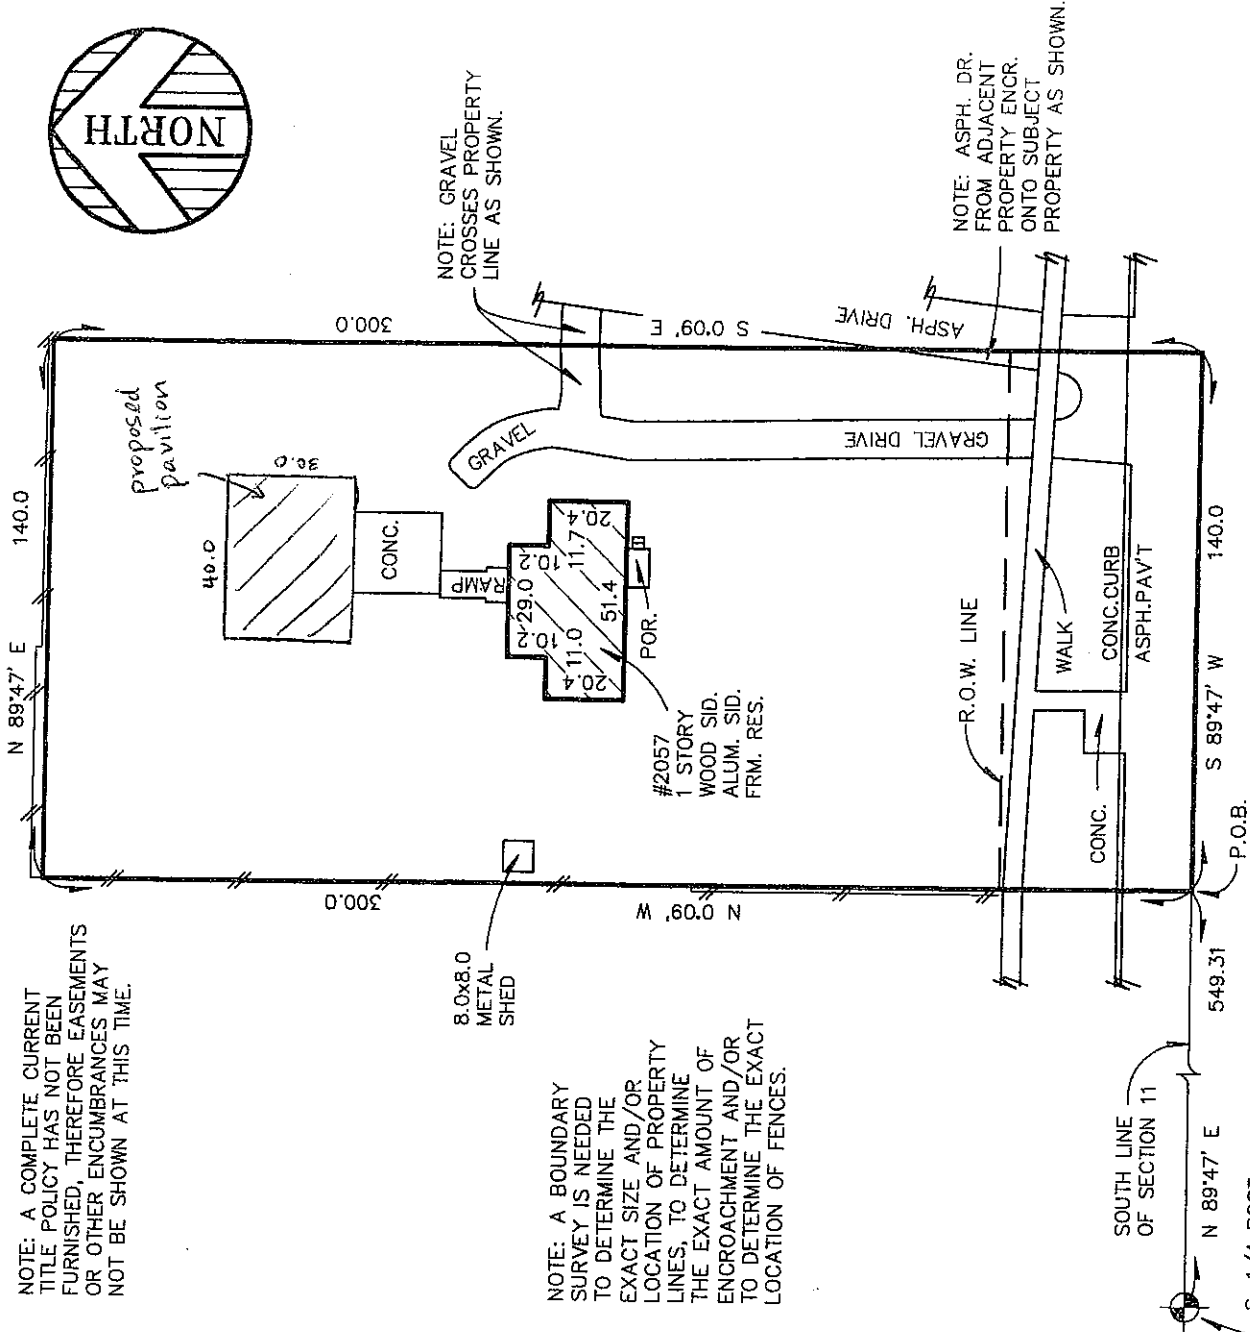 NORTH
NOTE: A COMPLETE CURRENT
TITLE POLICY HAS NOT BEEN
FURNISHED, THEREFORE EASEMENTS
OR OTHER ENCUMBRANCES MAY
NOT BE SHOWN AT THIS TIME.
N 89°47' E
140.0
300.0
proposed
pavilion
40.0
30.0
CONC.
RAMP
GRAVEL
NOTE: GRAVEL
CROSSES PROPERTY
LINE AS SHOWN.
NOTE: ASPH. DR.
FROM ADJACENT
PROPERTY ENCR.
ONTO SUBJECT
PROPERTY AS SHOWN.
S 0°09' E
ASPH. DRIVE
GRAVEL DRIVE
29.0
10.2
10.2
11.7
11.0
20.4
20.4
51.4
POR.
#2057
1 STORY
WOOD SID.
ALUM. SID.
FRM. RES.
8.0x8.0
METAL
SHED
300.0
N 0°09' W
R.O.W. LINE
WALK
CONC.CURB
ASPH.PAV'T
CONC.
140.0
S 89°47' W
P.O.B.
549.31
NOTE: A BOUNDARY
SURVEY IS NEEDED
TO DETERMINE THE
EXACT SIZE AND/OR
LOCATION OF PROPERTY
LINES, TO DETERMINE
THE EXACT AMOUNT OF
ENCROACHMENT AND/OR
TO DETERMINE THE EXACT
LOCATION OF FENCES.
SOUTH LINE
OF SECTION 11
N 89°47' E